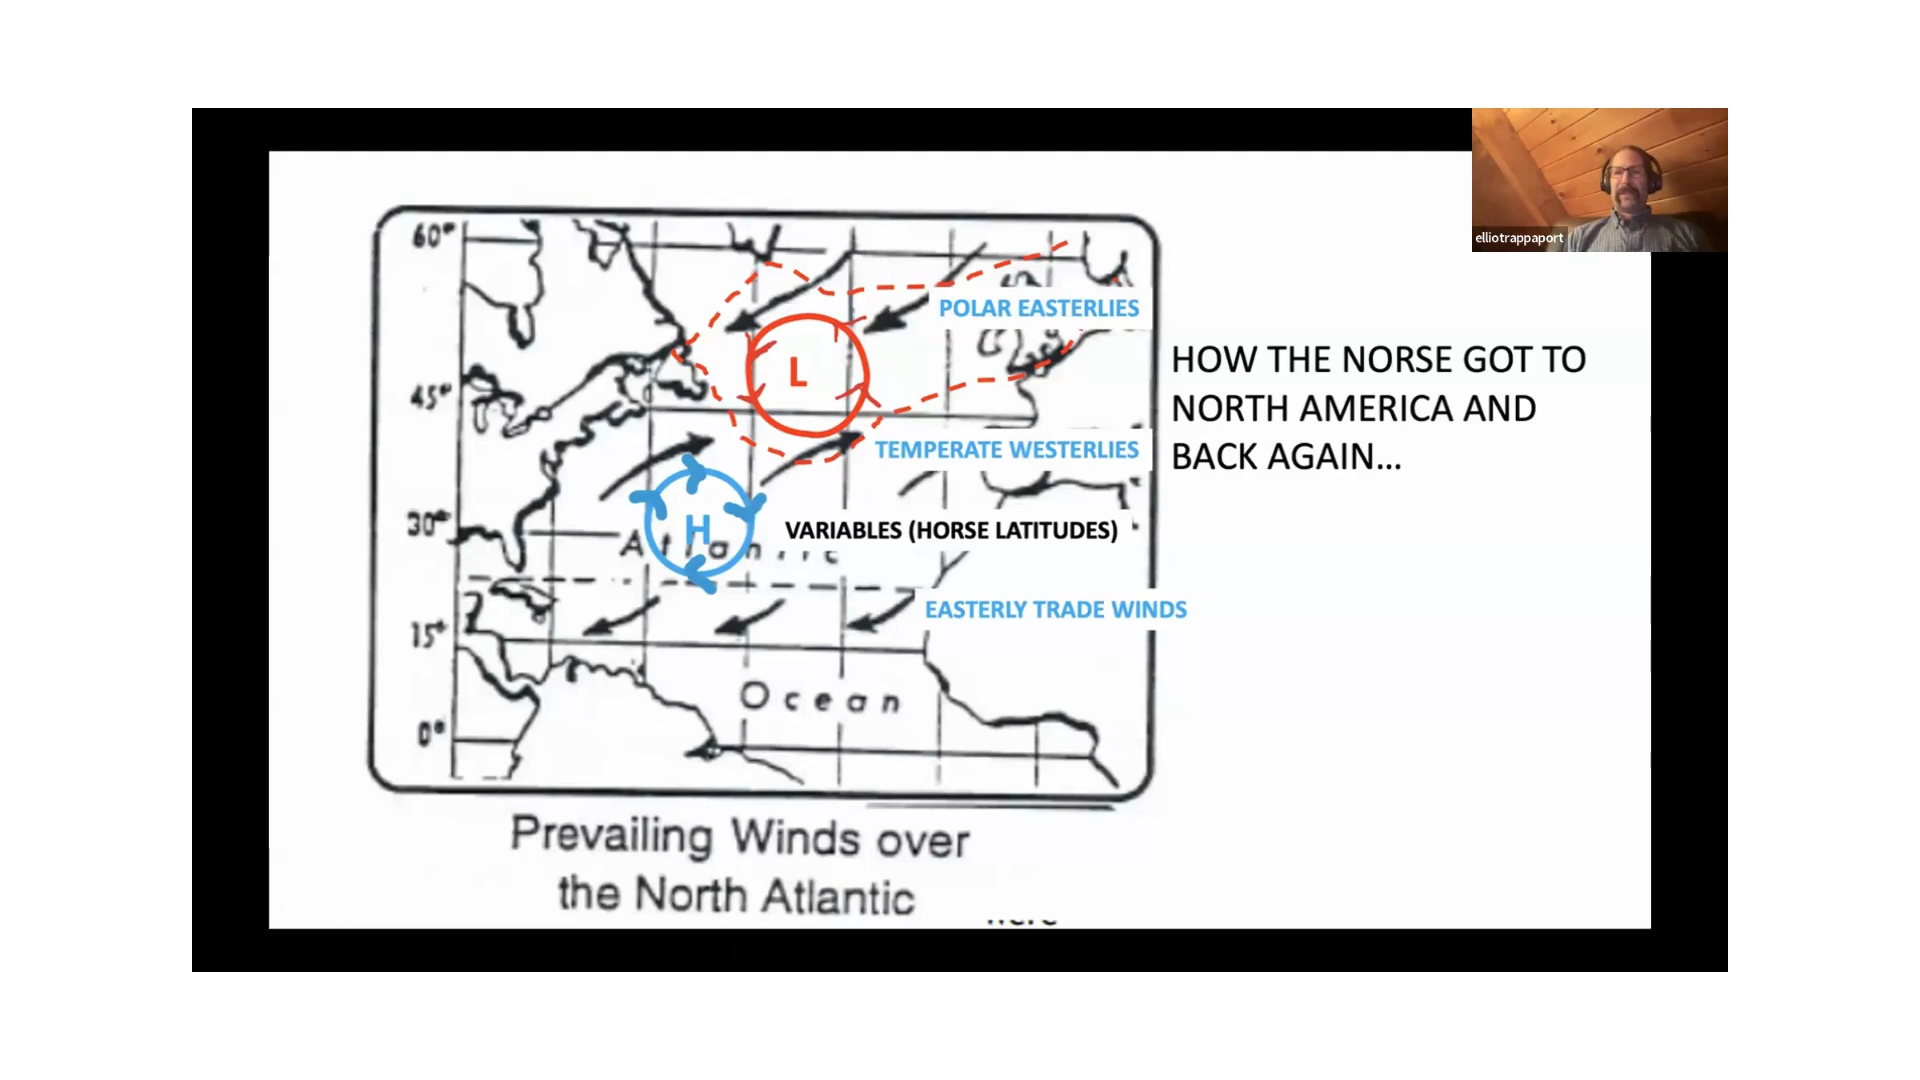 elliotrappaport
60°
POLAR EASTERLIES
HOW THE NORSE GOT TO
NORTH AMERICA AND
BACK AGAIN...
L
45°
TEMPERATE WESTERLIES
H
VARIABLES (HORSE LATITUDES)
30°
Atlantic
EASTERLY TRADE WINDS
15°
Ocean
0°
Prevailing Winds over
the North Atlantic